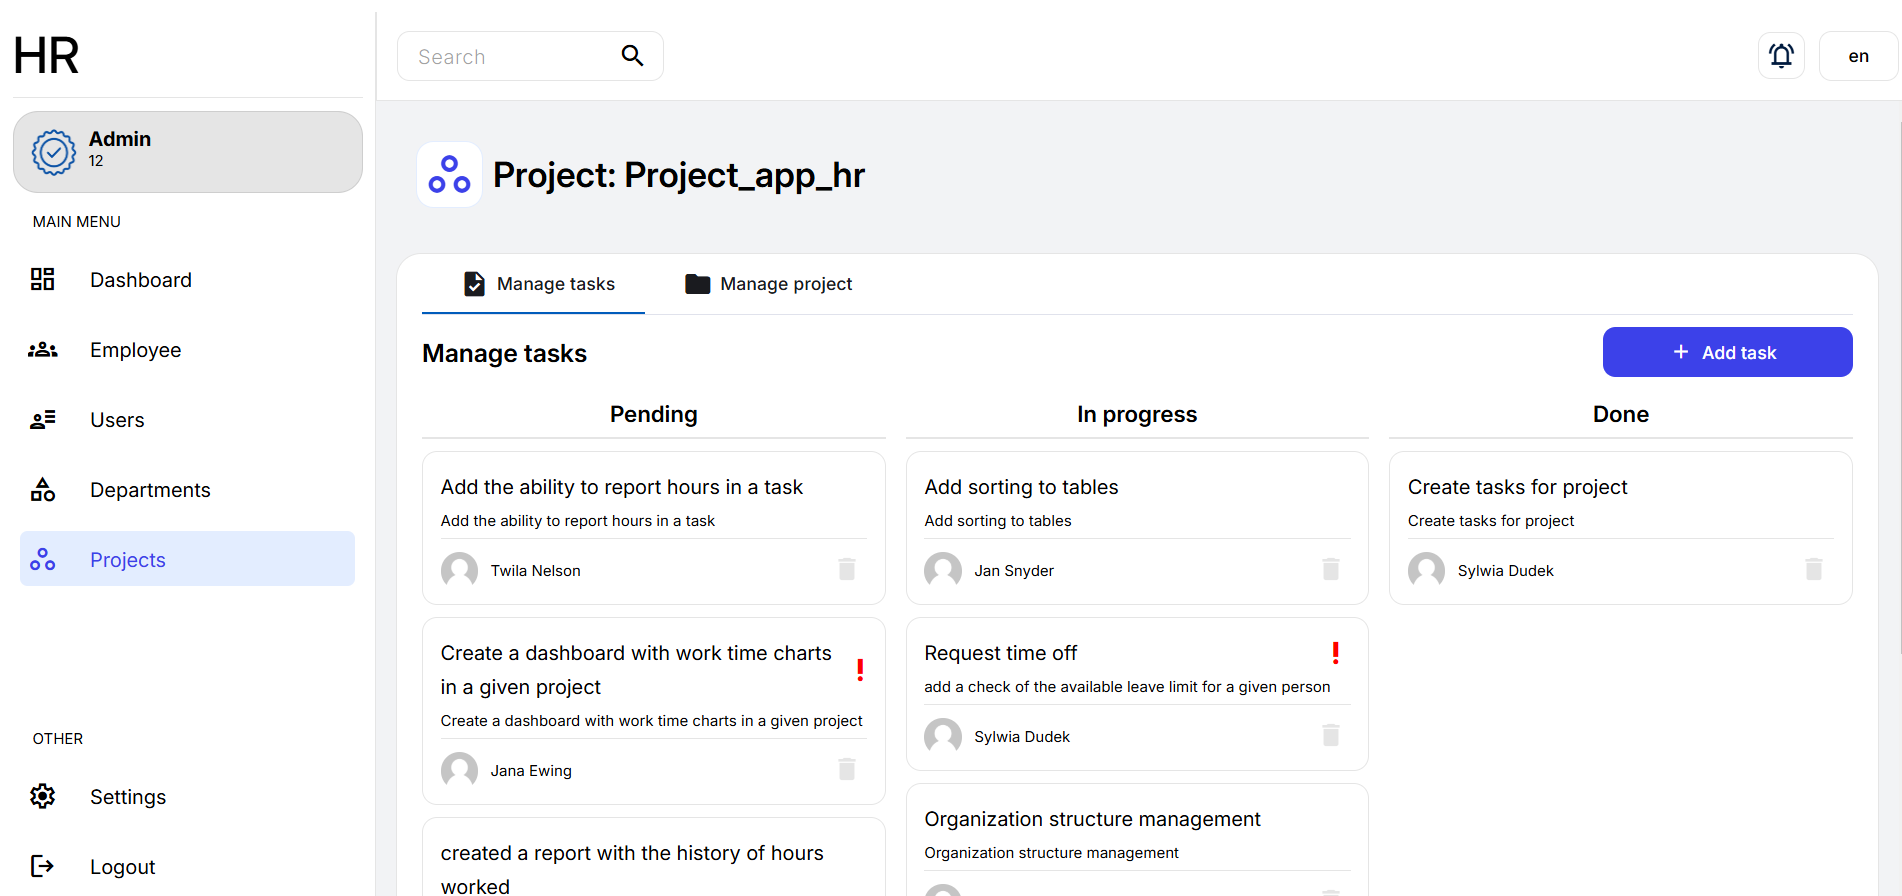 HR
Admin
12
MAIN MENU
Dashboard
Employee
Users
Departments
Projects
OTHER
Settings
Logout
Search
en
Project: Project_app_hr
Manage tasks
Manage project
Manage tasks
+ Add task
Pending
Add the ability to report hours in a task
Add the ability to report hours in a task
Twila Nelson
Create a dashboard with work time charts
in a given project
!
Create a dashboard with work time charts in a given project
Jana Ewing
created a report with the history of hours
worked
In progress
Add sorting to tables
Add sorting to tables
Jan Snyder
Request time off
!
add a check of the available leave limit for a given person
Sylwia Dudek
Organization structure management
Organization structure management
Done
Create tasks for project
Create tasks for project
Sylwia Dudek